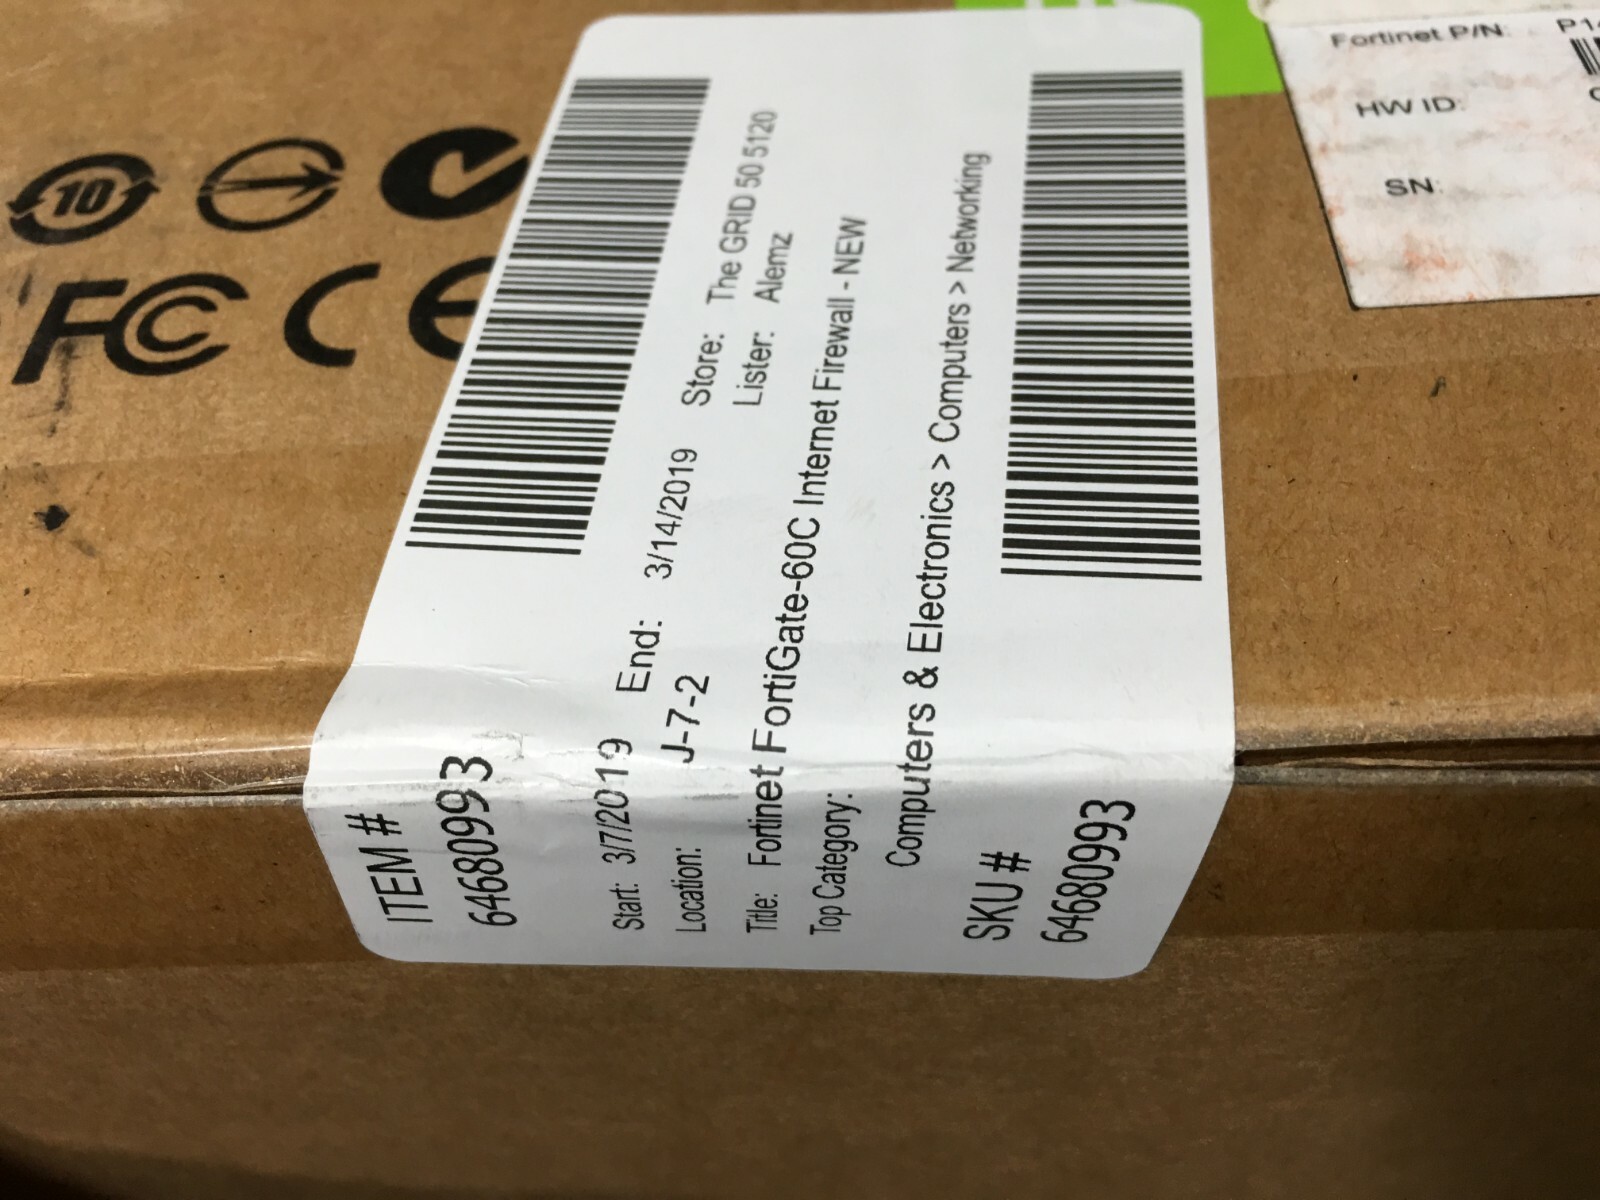 ITEM #
64680993
Start: 3/7/2019 End: 3/14/2019 Store: The GRID 50 5120
Location: J-7-2 Lister: Alemz
Title: Fortinet FortiGate-60C Internet Firewall - NEW
Top Category:
Computers & Electronics > Computers > Networking
SKU #
64680993
Fortinet P/N:
HW ID:
SN:
10
FC CE